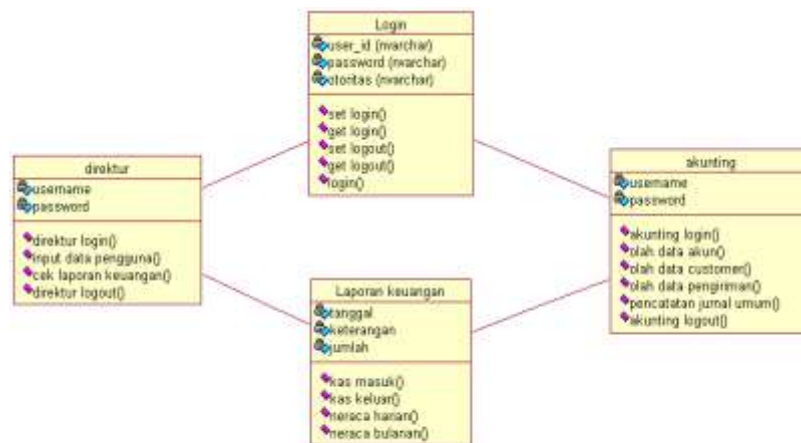 Login
user_id (nvarchar)
password (nvarchar)
otoritas (nvarchar)
set login()
get login()
set logout()
get logout()
login()
direktur
username
password
direktur login()
input data pengguna()
cek laporan keuangan()
direktur logout()
akunting
username
password
akunting login()
olah data akun()
olah data customer()
olah data pengiriman()
pencatatan jurnal umum()
akunting logout()
Laporan keuangan
tanggal
keterangan
jumlah
kas masuk()
kas keluar()
neraca harian()
neraca bulanan()